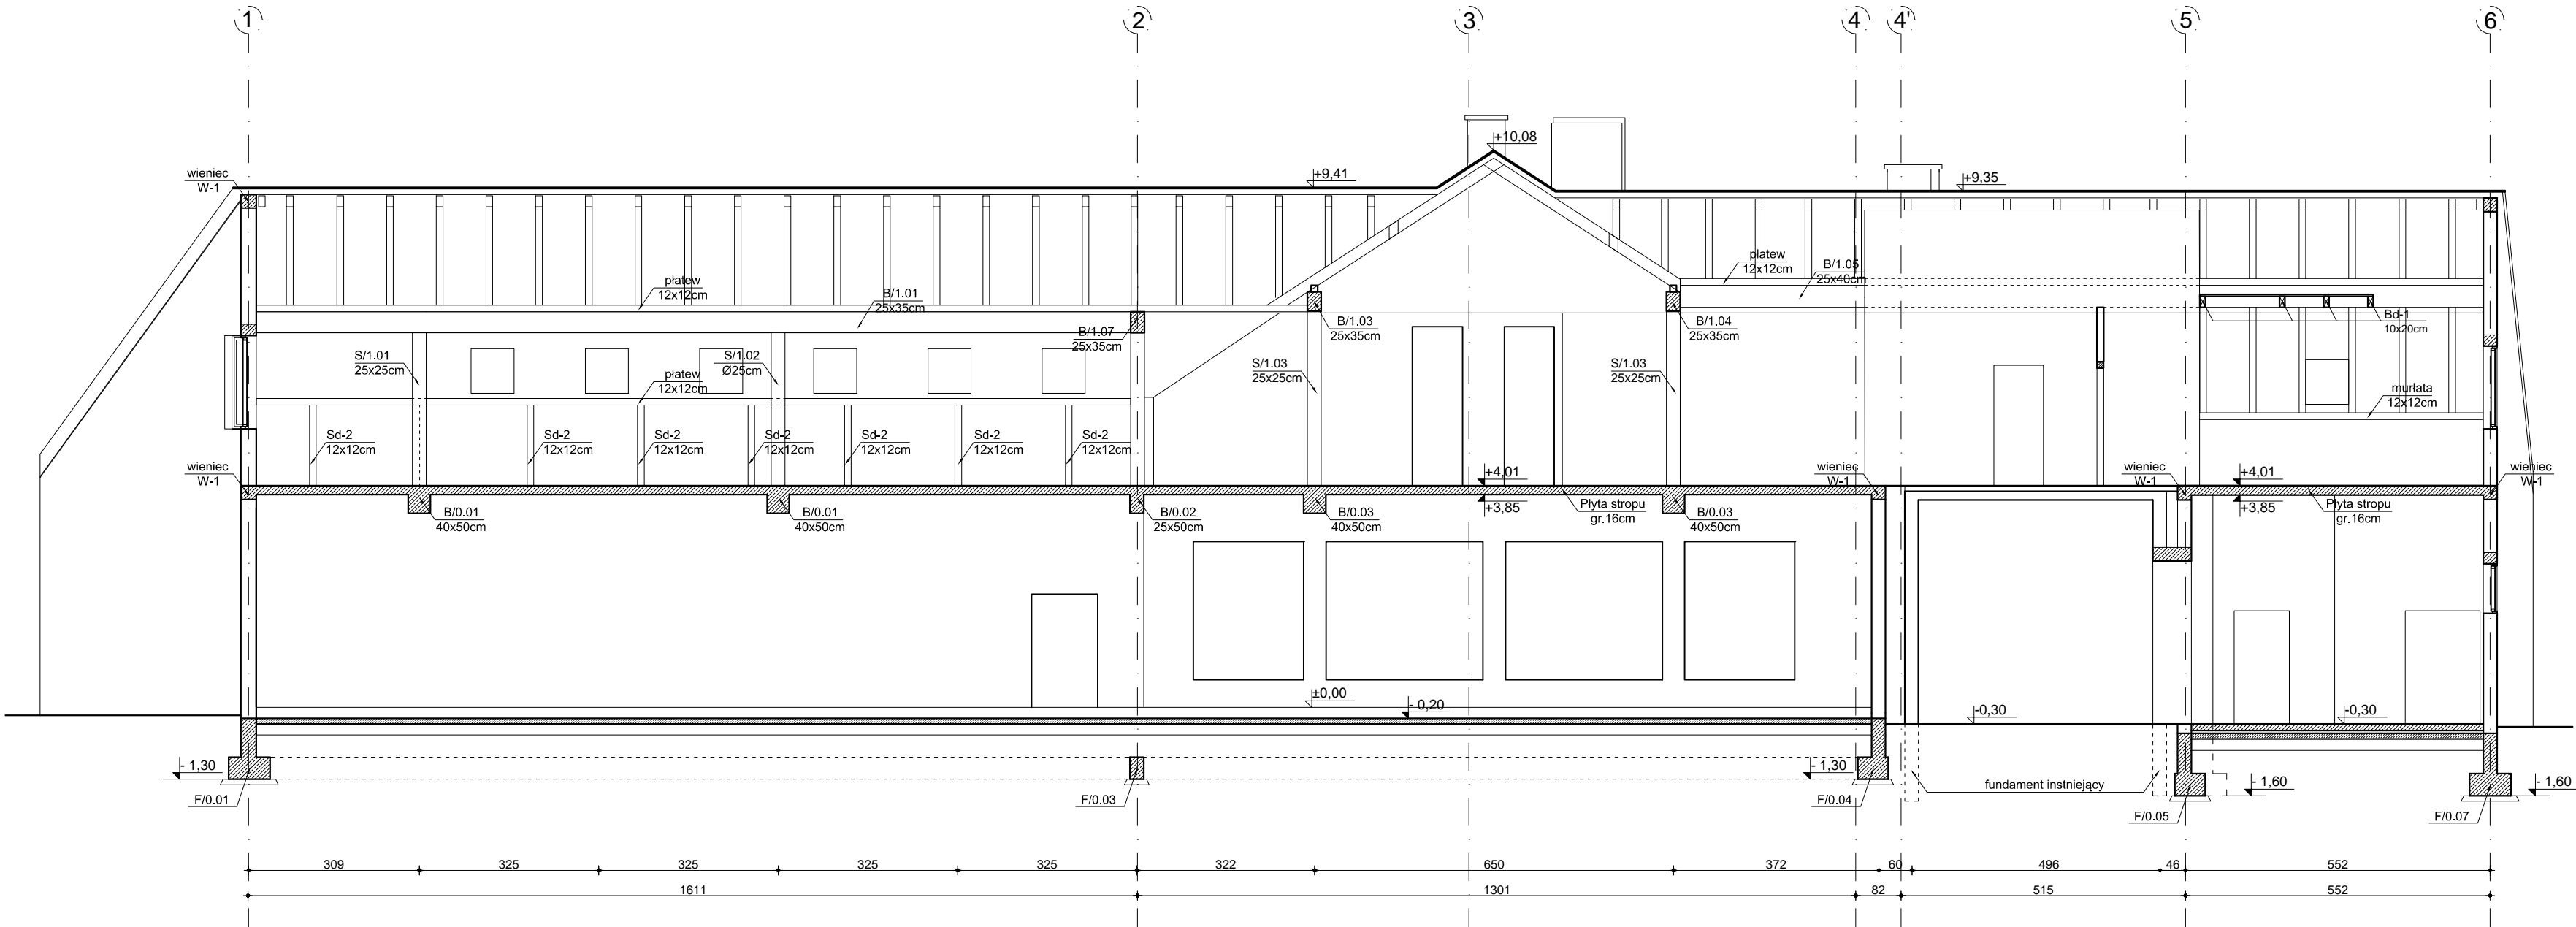 1
2
3
4
4'
5
6
+10,08
wieniec
W-1
+9,41
+9,35
płatew
12x12cm
B/1.01
25x35cm
płatew
12x12cm
B/1.05
25x40cm
B/1.07
25x35cm
B/1.03
25x35cm
B/1.04
25x35cm
Bd-1
10x20cm
S/1.01
25x25cm
S/1.02
Ø25cm
płatew
12x12cm
S/1.03
25x25cm
S/1.03
25x25cm
murłata
12x12cm
Sd-2
12x12cm
Sd-2
12x12cm
Sd-2
12x12cm
Sd-2
12x12cm
Sd-2
12x12cm
Sd-2
12x12cm
Sd-2
12x12cm
wieniec
W-1
+4,01
wieniec
W-1
wieniec
W-1
+4,01
wieniec
W-1
B/0.01
40x50cm
B/0.01
40x50cm
B/0.02
25x50cm
B/0.03
40x50cm
+3,85
Płyta stropu
gr.16cm
B/0.03
40x50cm
+3,85
Płyta stropu
gr.16cm
±0,00
- 0,20
-0,30
-0,30
- 1,30
- 1,30
fundament instniejący
- 1,60
- 1,60
F/0.01
F/0.03
F/0.04
F/0.05
F/0.07
309
325
325
325
325
322
650
372
60
496
46
552
1611
1301
82
515
552